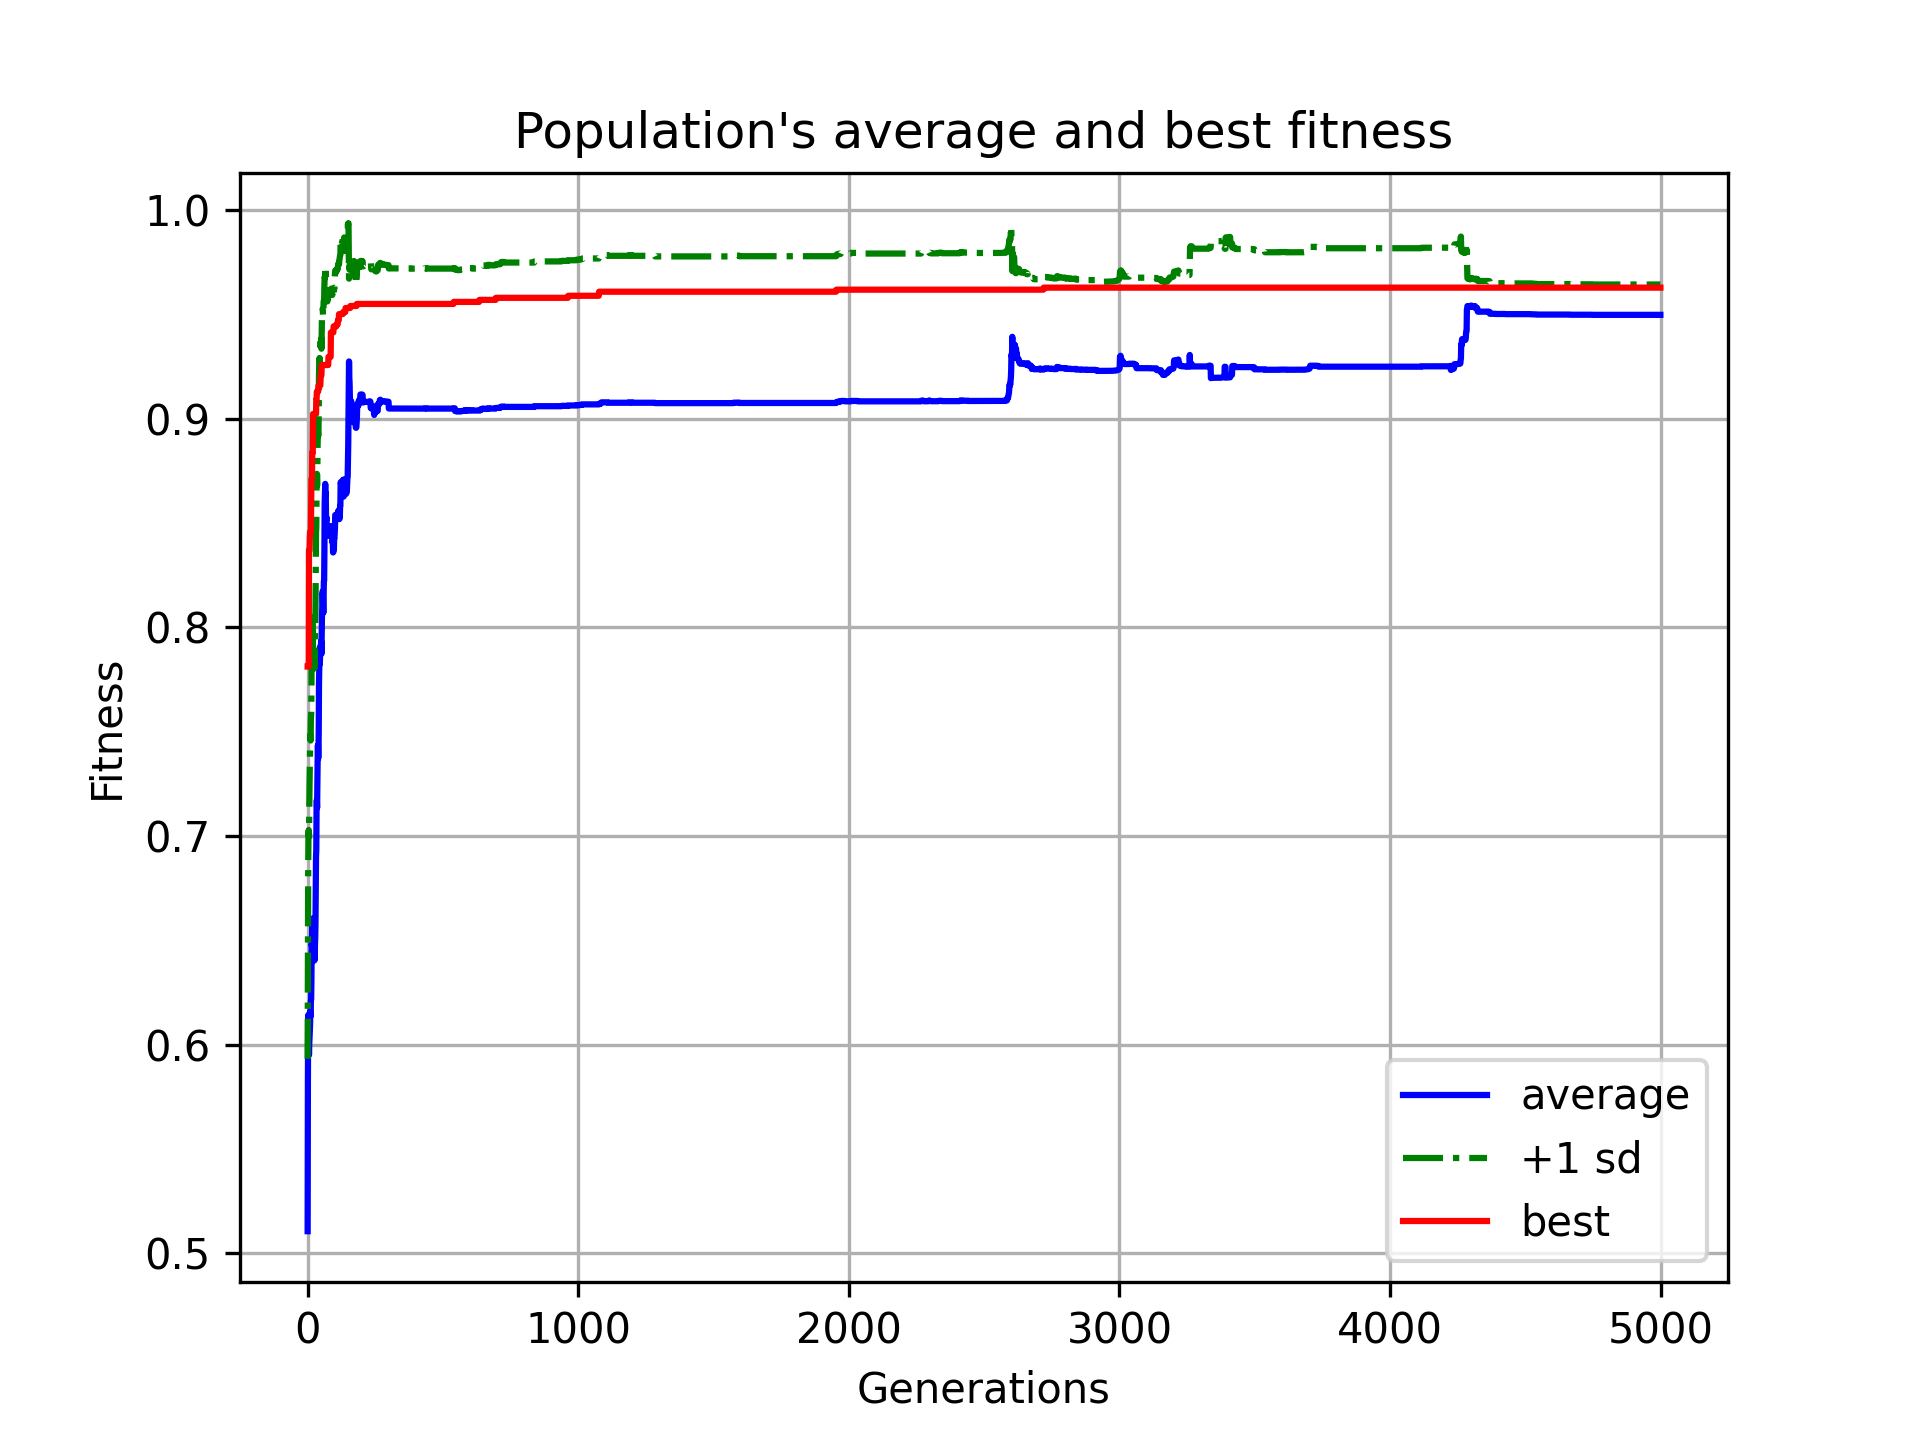 Population's average and best fitness
1.0
0.9
0.8
0.7
0.6
0.5
Fitness
0 1000 2000 3000 4000 5000
Generations
average
+1 sd
best